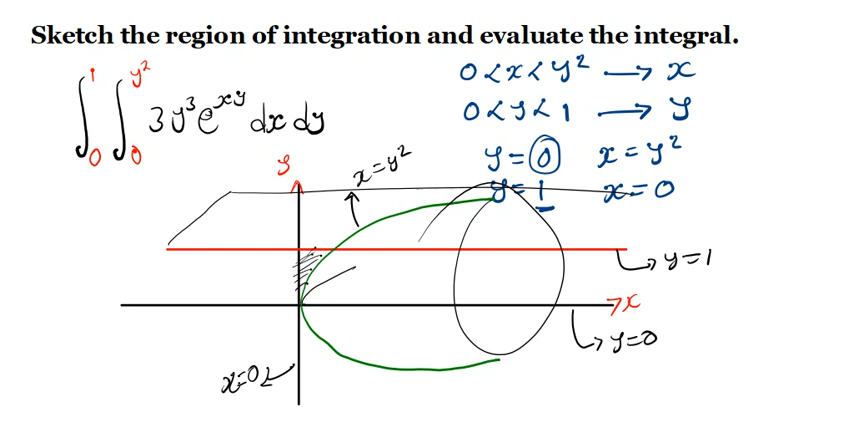 Sketch the region of integration and evaluate the integral.
∫₀¹ ∫₀^{y²} 3y³e^{xy} dx dy
0<x<y² → x
0<y<1 → y
y=0 x=y²
y=1 x=0
y
x=y²
y=1
x
y=0
x=0